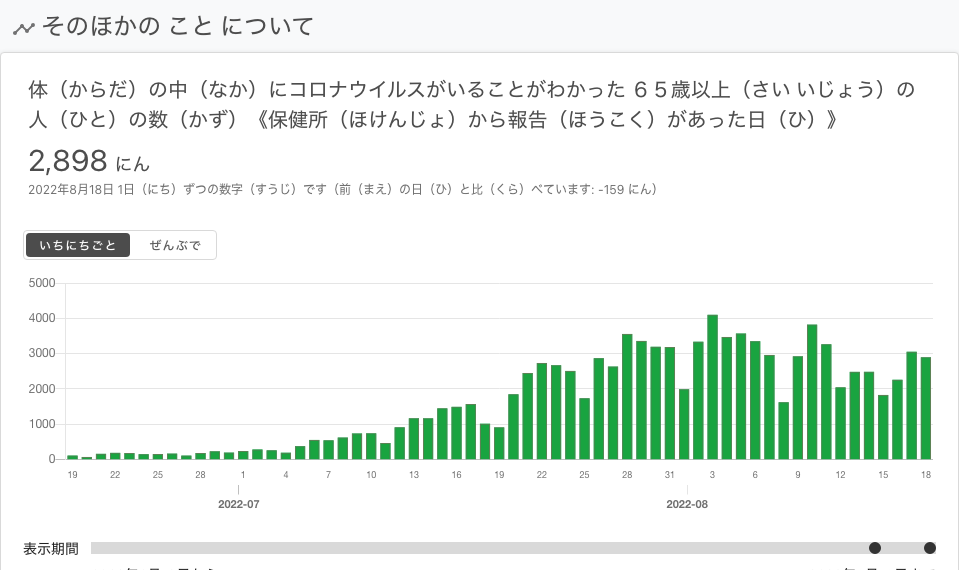 そのほかの こと について
体（からだ）の中（なか）にコロナウイルスがいることがわかった ６５歳以上（さい いじょう）の
人（ひと）の数（かず）《保健所（ほけんじょ）から報告（ほうこく）があった日（ひ）》
2,898 にん
2022年8月18日 1日（にち）ずつの数字（すうじ）です（前（まえ）の日（ひ）と比（くら）べています: -159 にん）
いちにちごと ぜんぶで
5000
4000
3000
2000
1000
0
19 22 25 28 1 4 7 10 13 16 19 22 25 28 31 3 6 9 12 15 18
2022-07 2022-08
表示期間